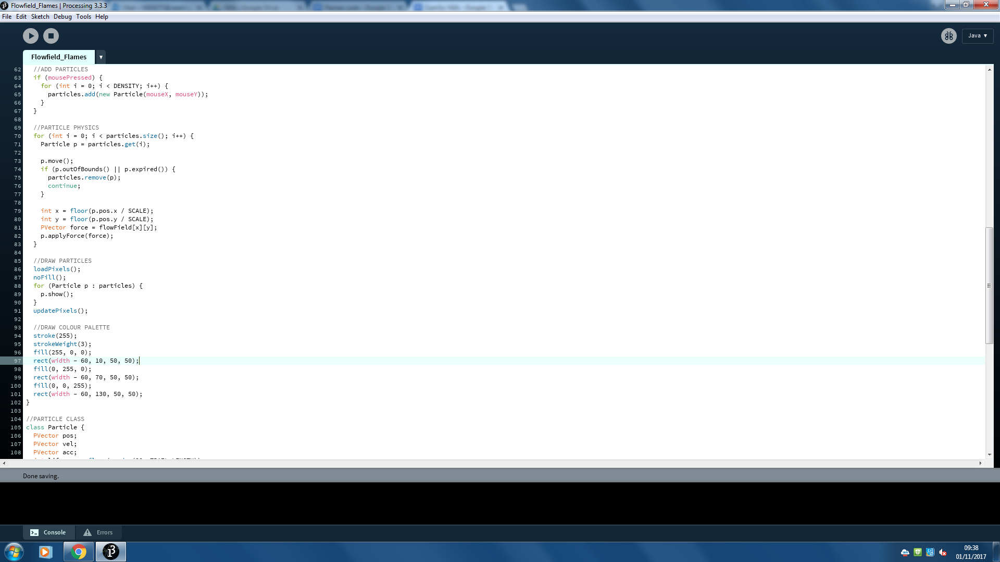 Flowfield_Flames | Processing 3.3.3
File Edit Sketch Debug Tools Help
Java ▼
Flowfield_Flames ▼
62 //ADD PARTICLES
63 if (mousePressed) {
64 for (int i = 0; i < DENSITY; i++) {
65 particles.add(new Particle(mouseX, mouseY));
66 }
67 }
68
69 //PARTICLE PHYSICS
70 for (int i = 0; i < particles.size(); i++) {
71 Particle p = particles.get(i);
72
73 p.move();
74 if (p.outOfBounds() || p.expired()) {
75 particles.remove(p);
76 continue;
77 }
78
79 int x = floor(p.pos.x / SCALE);
80 int y = floor(p.pos.y / SCALE);
81 PVector force = flowField[x][y];
82 p.applyForce(force);
83 }
84
85 //DRAW PARTICLES
86 loadPixels();
87 noFill();
88 for (Particle p : particles) {
89 p.show();
90 }
91 updatePixels();
92
93 //DRAW COLOUR PALETTE
94 stroke(255);
95 strokeWeight(3);
96 fill(255, 0, 0);
97 rect(width - 60, 10, 50, 50);
98 fill(0, 255, 0);
99 rect(width - 60, 70, 50, 50);
100 fill(0, 0, 255);
101 rect(width - 60, 130, 50, 50);
102 }
103
104 //PARTICLE CLASS
105 class Particle {
106 PVector pos;
107 PVector vel;
108 PVector acc;
Done saving.
Console Errors
09:38
01/11/2017